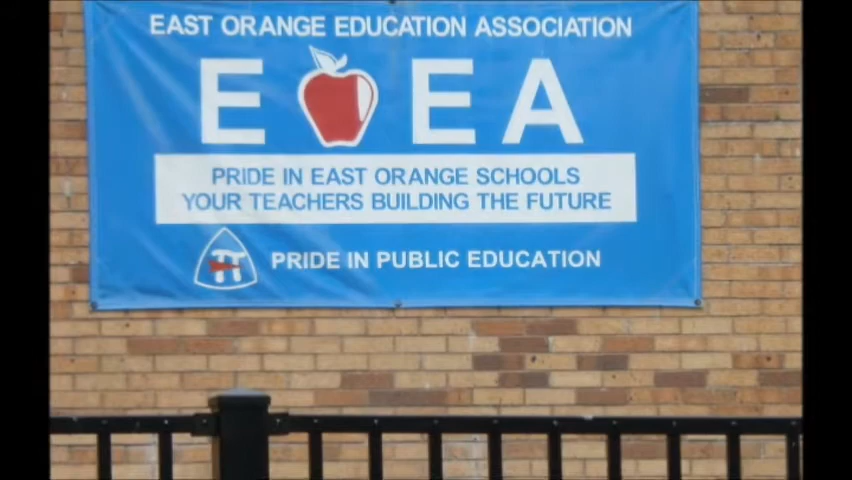 EAST ORANGE EDUCATION ASSOCIATION
E EA
PRIDE IN EAST ORANGE SCHOOLS
YOUR TEACHERS BUILDING THE FUTURE
PRIDE IN PUBLIC EDUCATION